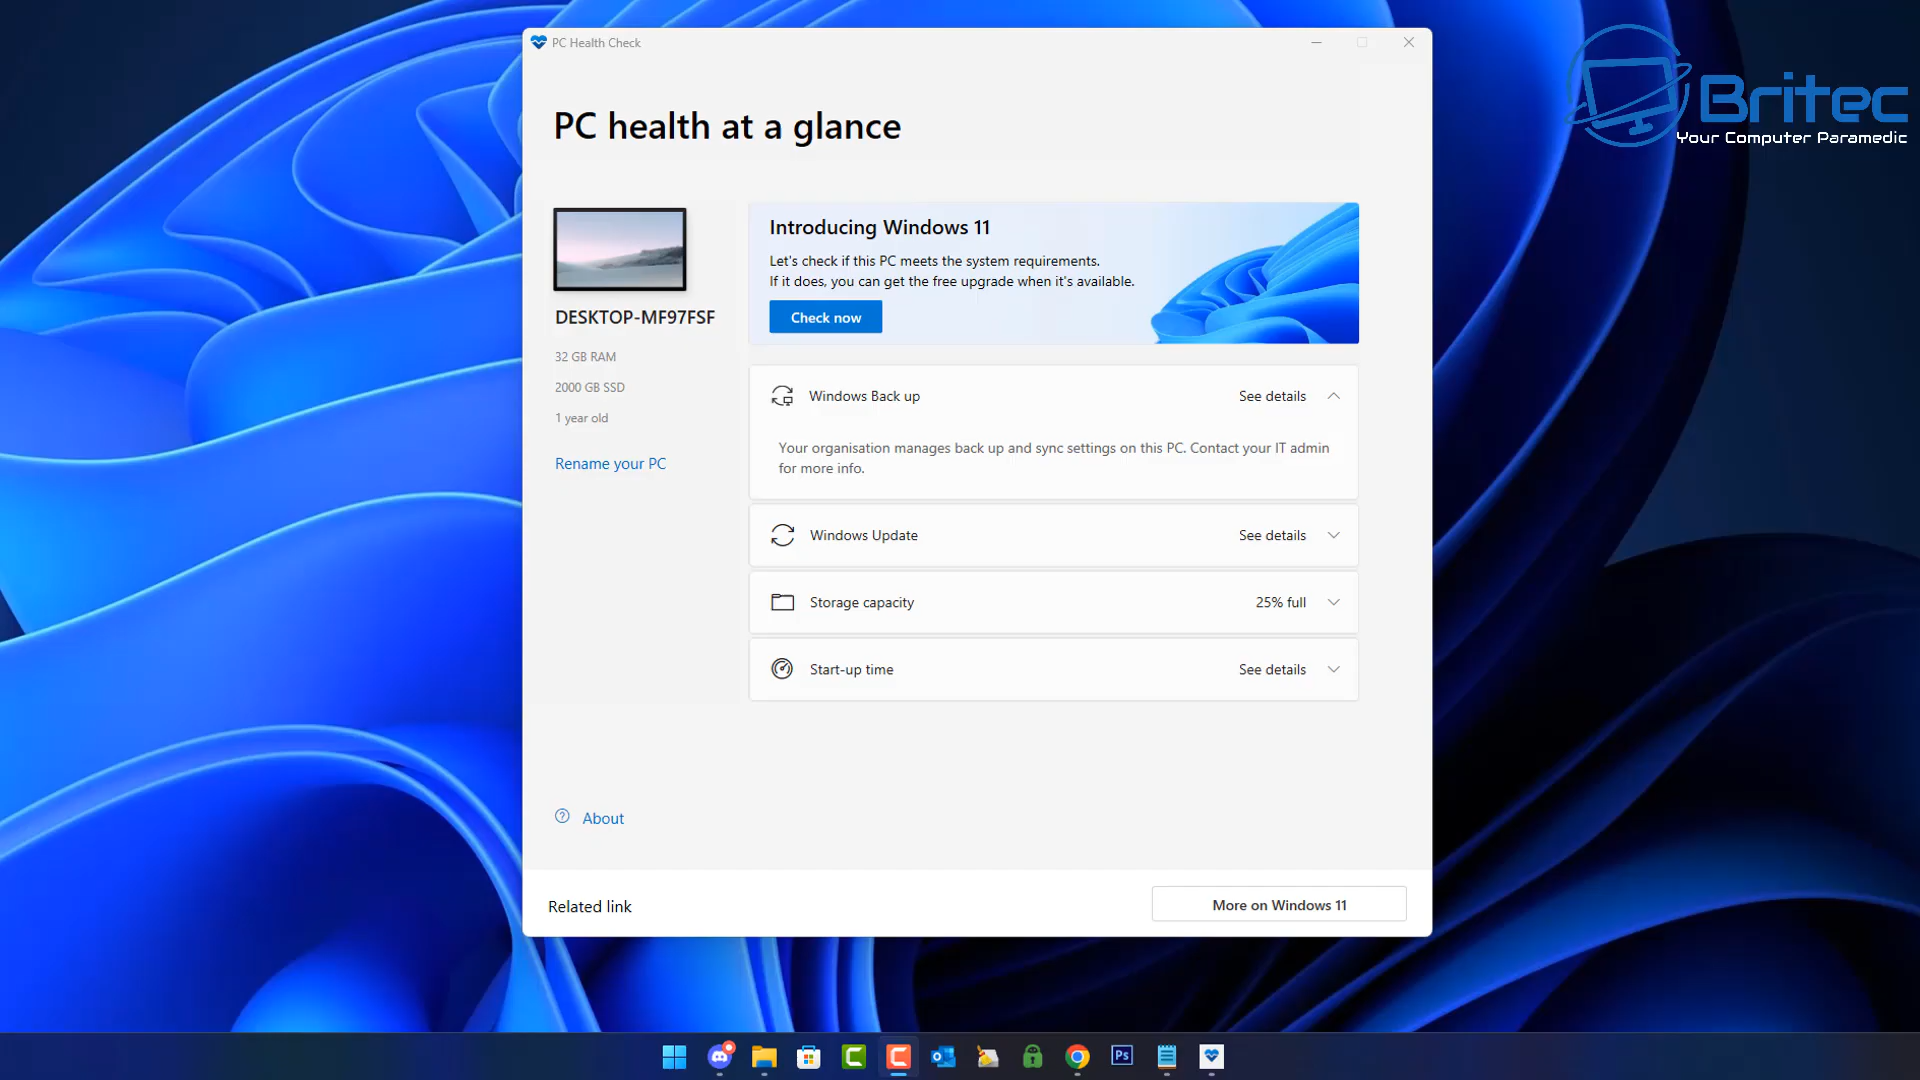 PC Health Check
Britec
Your Computer Paramedic
PC health at a glance
Introducing Windows 11
Let's check if this PC meets the system requirements.
If it does, you can get the free upgrade when it's available.
Check now
DESKTOP-MF97FSF
32 GB RAM
2000 GB SSD
1 year old
Rename your PC
Windows Back up See details
Your organisation manages back up and sync settings on this PC. Contact your IT admin
for more info.
Windows Update See details
Storage capacity 25% full
Start-up time See details
About
Related link
More on Windows 11
Ps